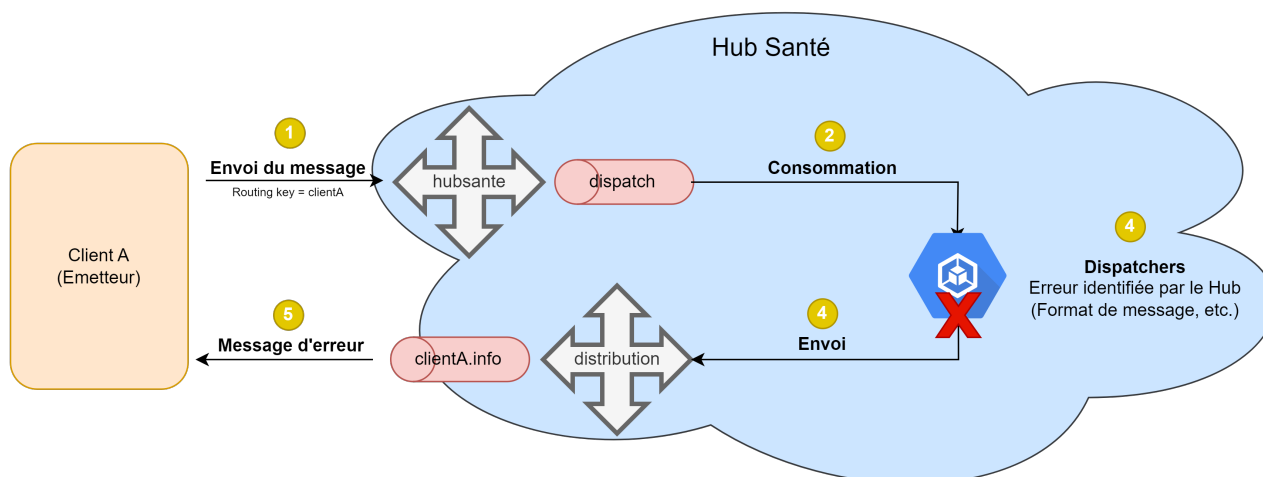 Hub Santé
1
Envoi du message
Routing key = clientA
hubsante
dispatch
2
Consommation
Client A
(Emetteur)
4
Dispatchers
Erreur identifiée par le Hub
(Format de message, etc.)
4
Envoi
distribution
clientA.info
5
Message d'erreur